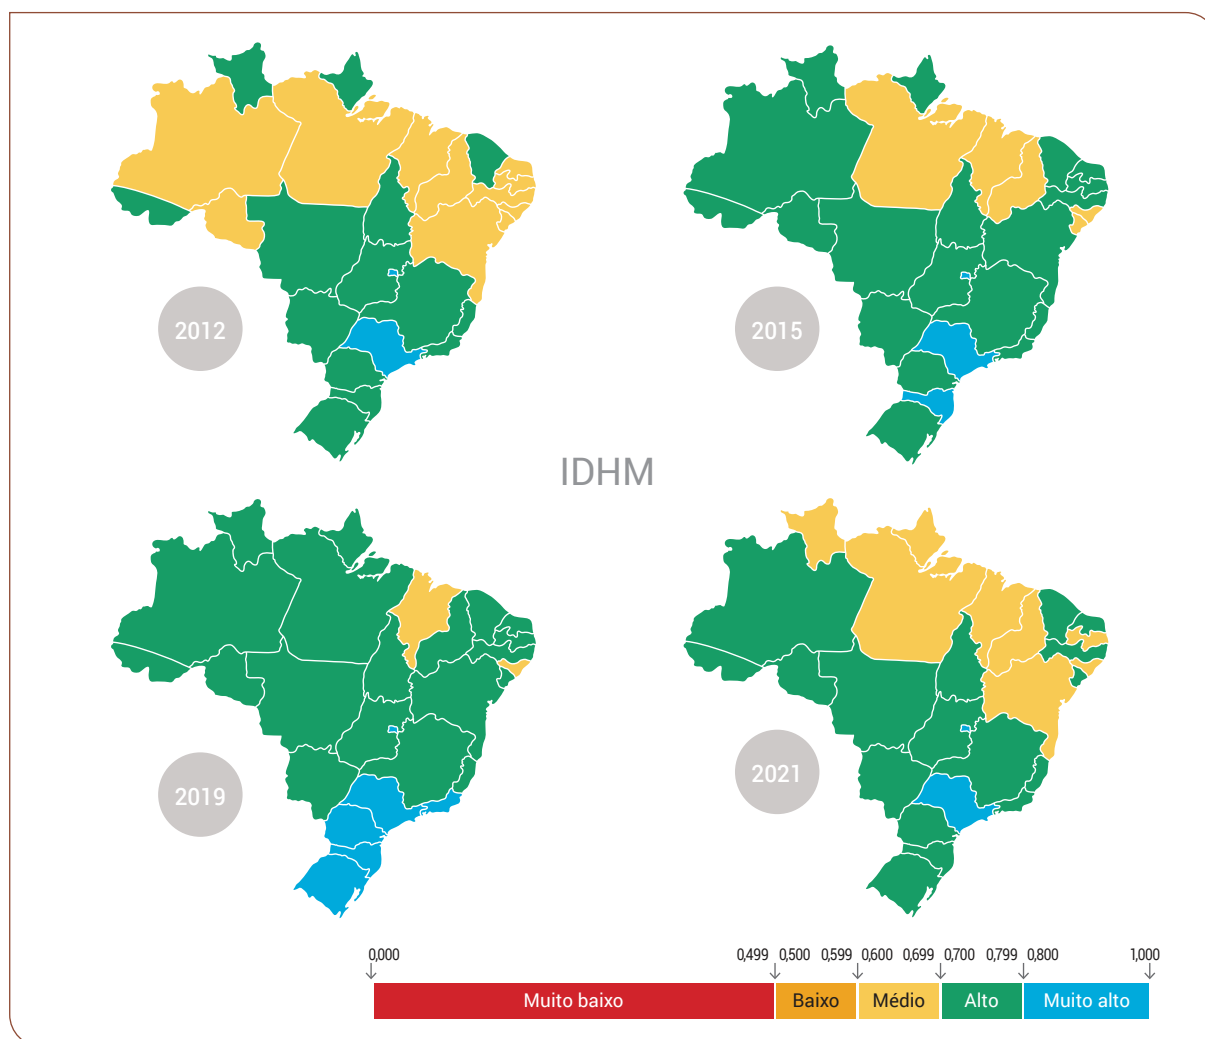 2012
2015
IDHM
2019
2021
0,000
0,499
0,500
0,599
0,600
0,699
0,700
0,799
0,800
1,000
Muito baixo
Baixo
Médio
Alto
Muito alto